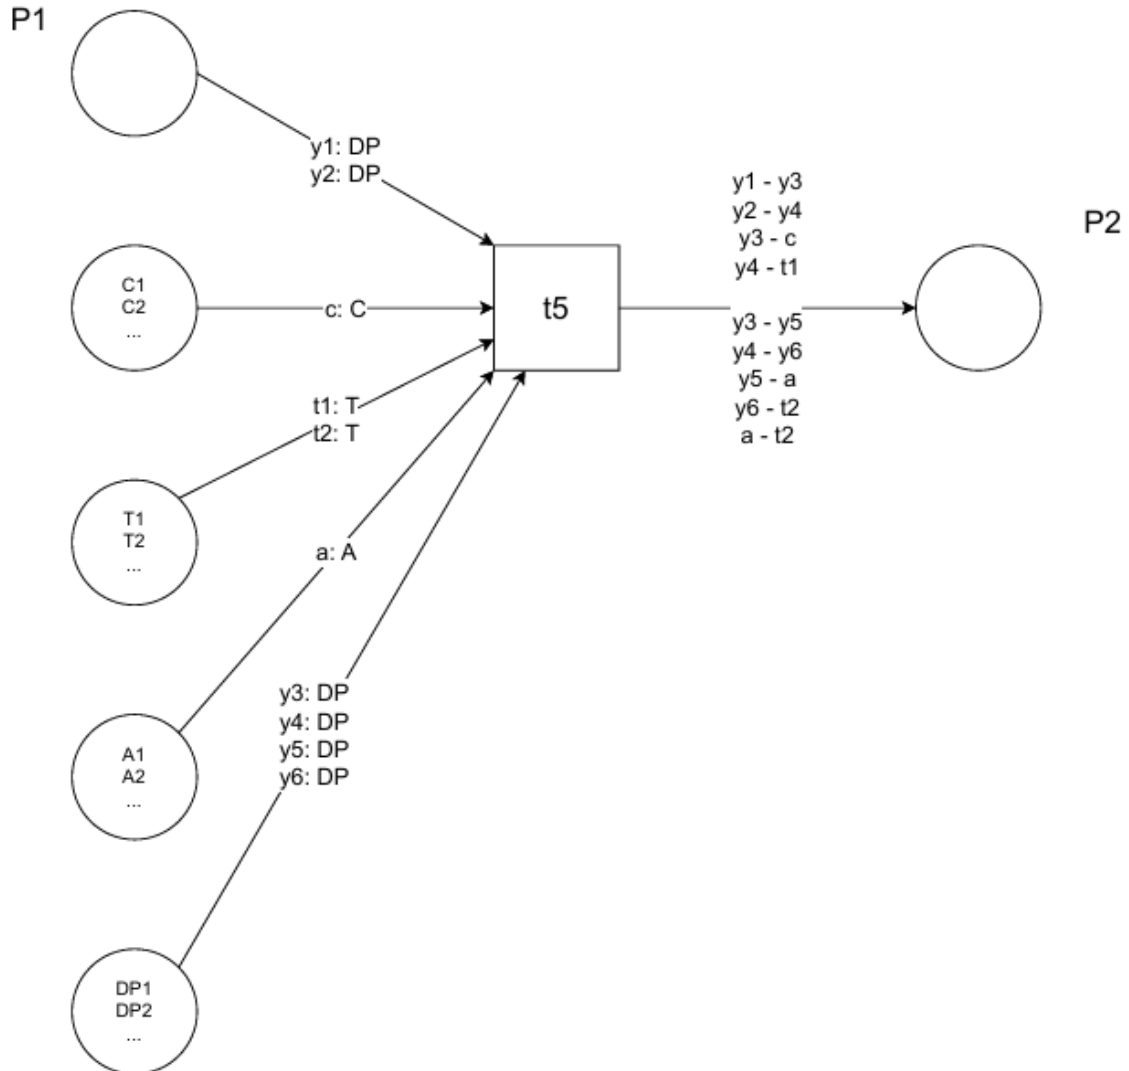 P1
y1: DP
y2: DP
y1 - y3
y2 - y4
y3 - c
y4 - t1
P2
C1
C2
...
c: C
t5
y3 - y5
y4 - y6
y5 - a
y6 - t2
a - t2
t1: T
t2: T
T1
T2
...
a: A
y3: DP
y4: DP
y5: DP
y6: DP
A1
A2
...
DP1
DP2
...